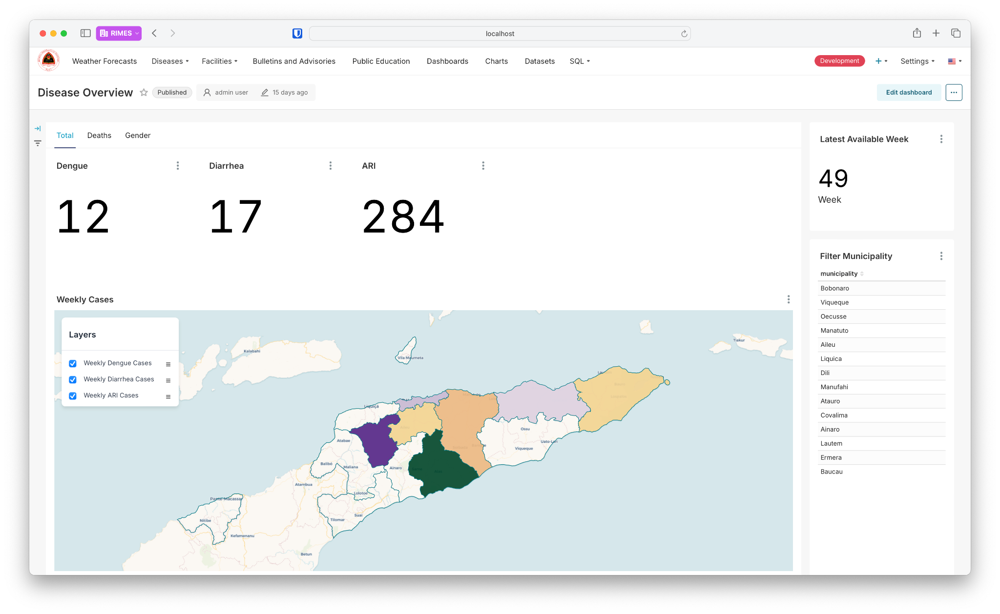 RIMES
localhost
Weather Forecasts
Diseases
Facilities
Bulletins and Advisories
Public Education
Dashboards
Charts
Datasets
SQL
Development
Settings
Disease Overview
Published
admin user
15 days ago
Edit dashboard
Total
Deaths
Gender
Dengue
12
Diarrhea
17
ARI
284
Latest Available Week
49
Week
Filter Municipality
municipality
Bobonaro
Viqueque
Oecusse
Manatuto
Aileu
Liquica
Dili
Manufahi
Atauro
Covalima
Ainaro
Lautem
Ermera
Baucau
Weekly Cases
Layers
Weekly Dengue Cases
Weekly Diarrhea Cases
Weekly ARI Cases
Kalabahi
Tiakur
Vila Maumeta
Liquiçá
Ossu
Atabae
Uato-Lari
Viqueque
Balibó
Maliana
Ainaro
Atambua
Lolotoe
Pante-Macassar
Suai
Nitibe
Tilomar
Kefamenanu
Betun